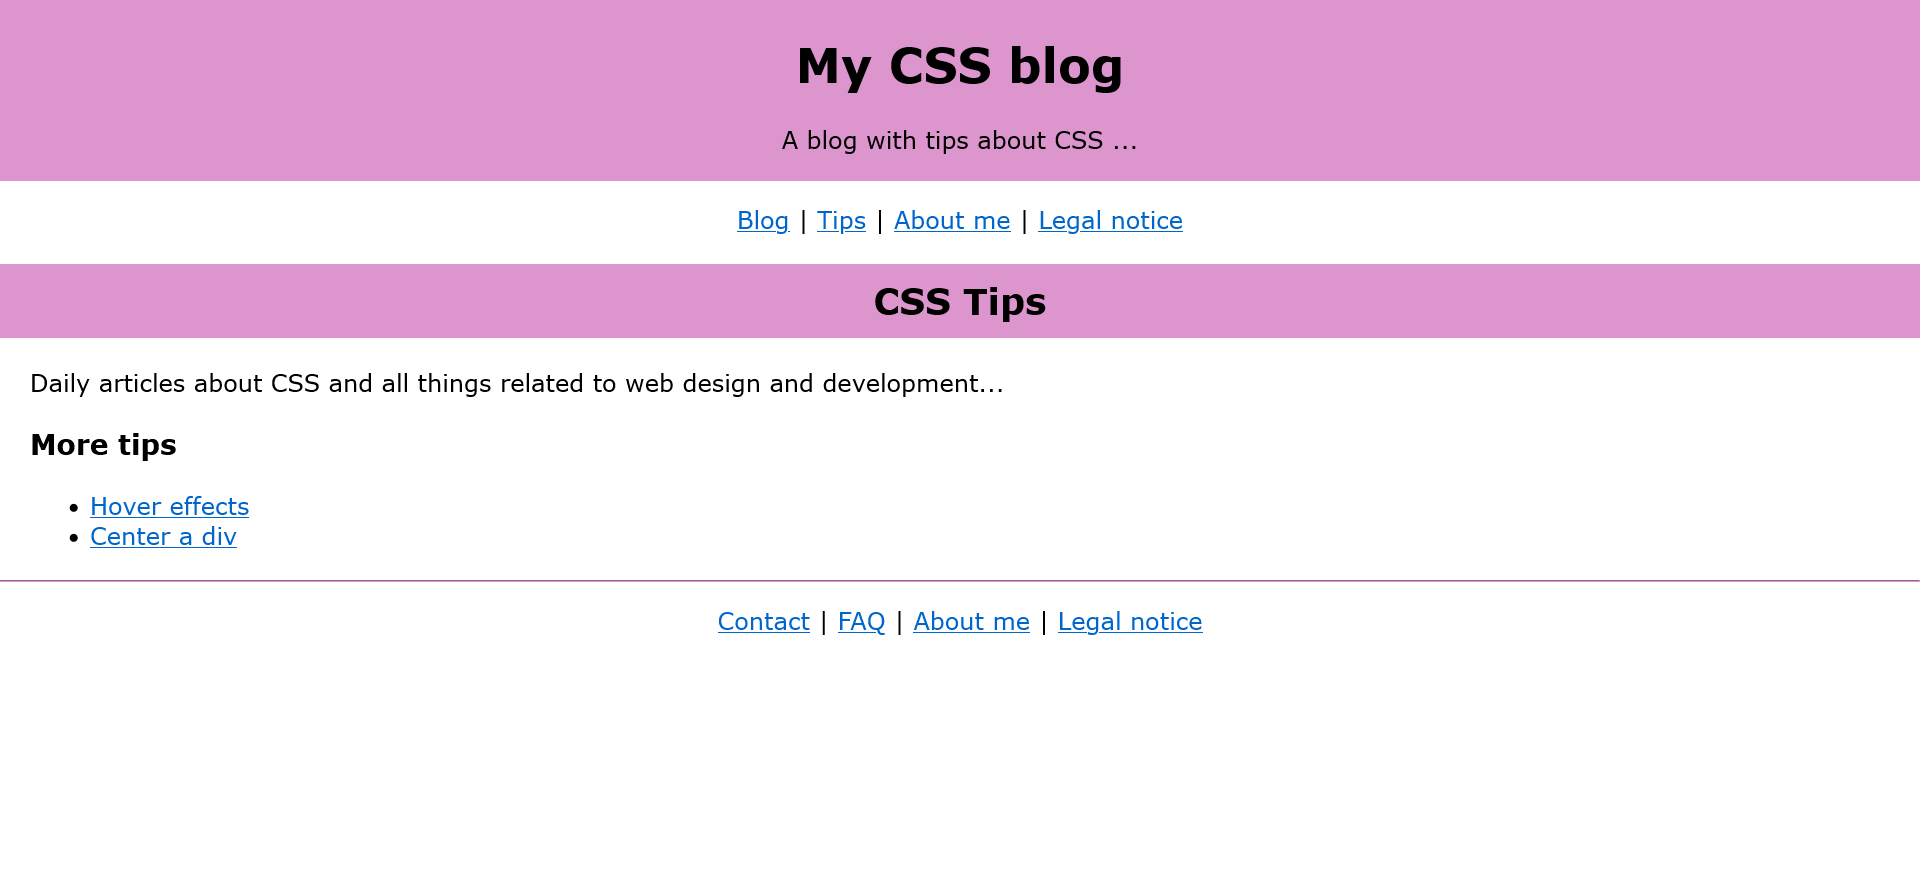 My CSS blog
A blog with tips about CSS ...
Blog | Tips | About me | Legal notice
CSS Tips
Daily articles about CSS and all things related to web design and development...
More tips
• Hover effects
• Center a div
Contact | FAQ | About me | Legal notice